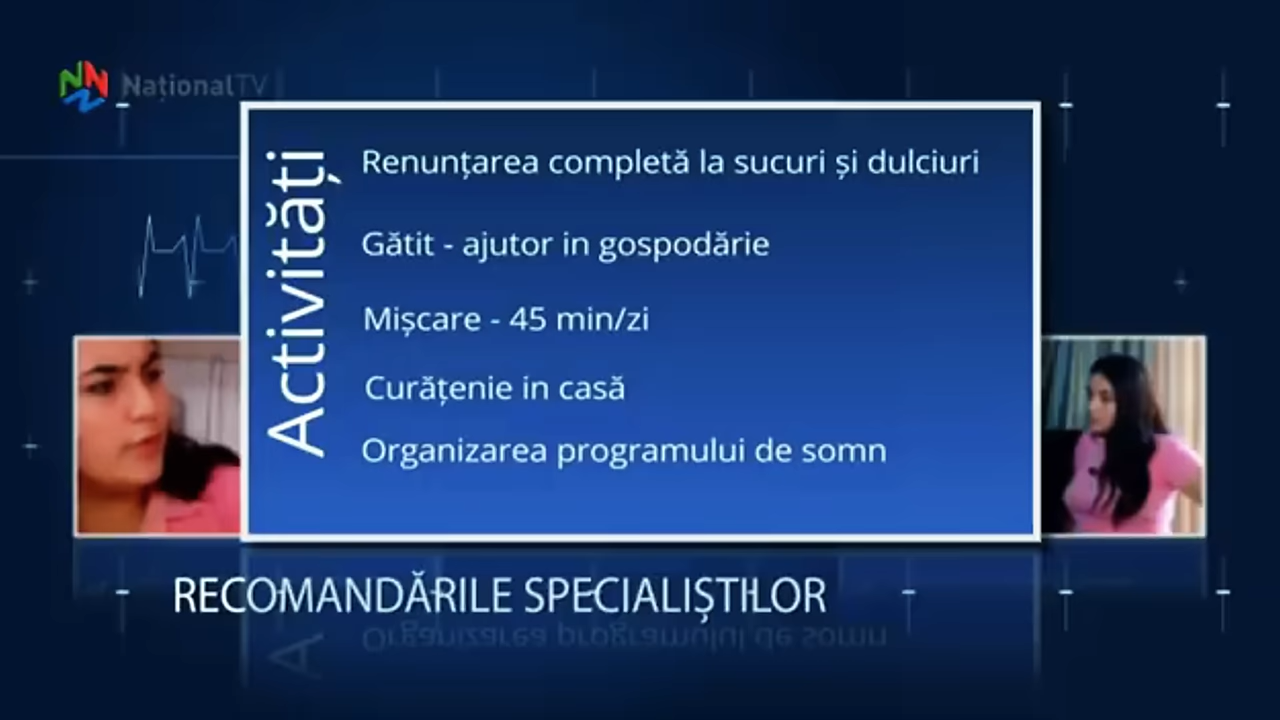 NaționalTV
Activități
Renunțarea completă la sucuri și dulciuri
Gătit - ajutor in gospodărie
Mișcare - 45 min/zi
Curățenie in casă
Organizarea programului de somn
RECOMANDĂRILE SPECIALIȘTILOR